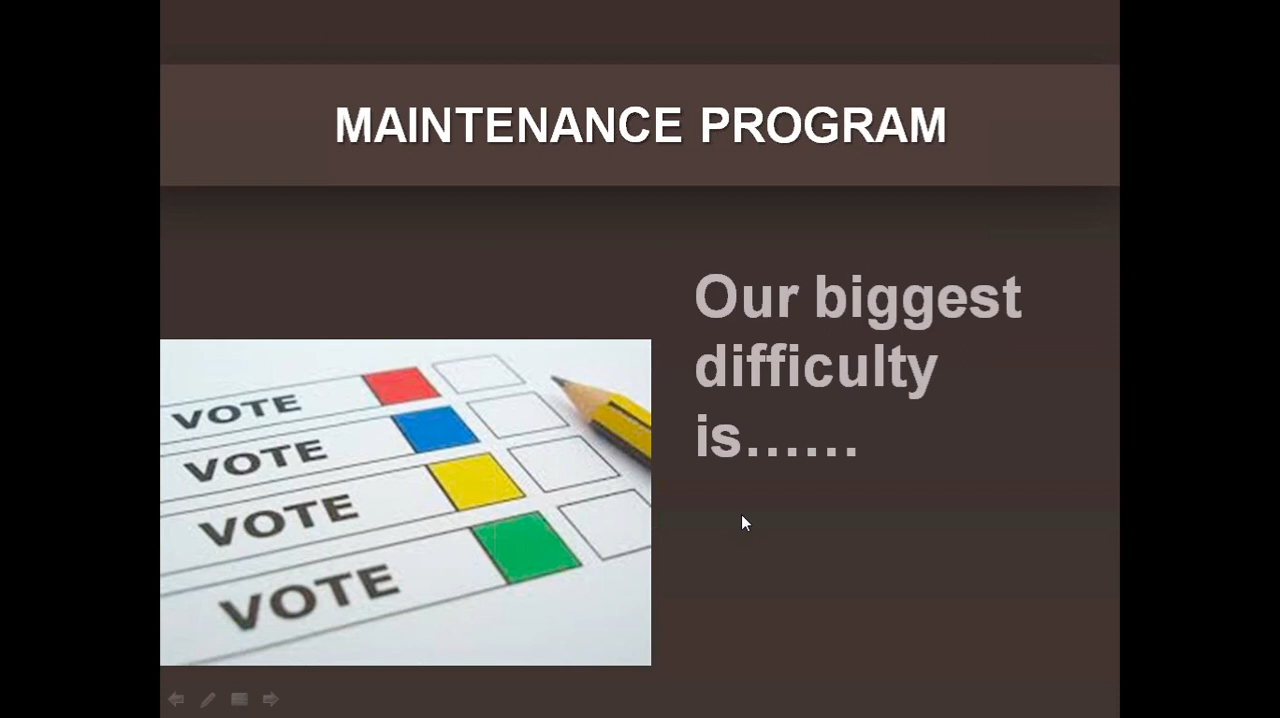 MAINTENANCE PROGRAM
Our biggest
difficulty
is……
VOTE
VOTE
VOTE
VOTE